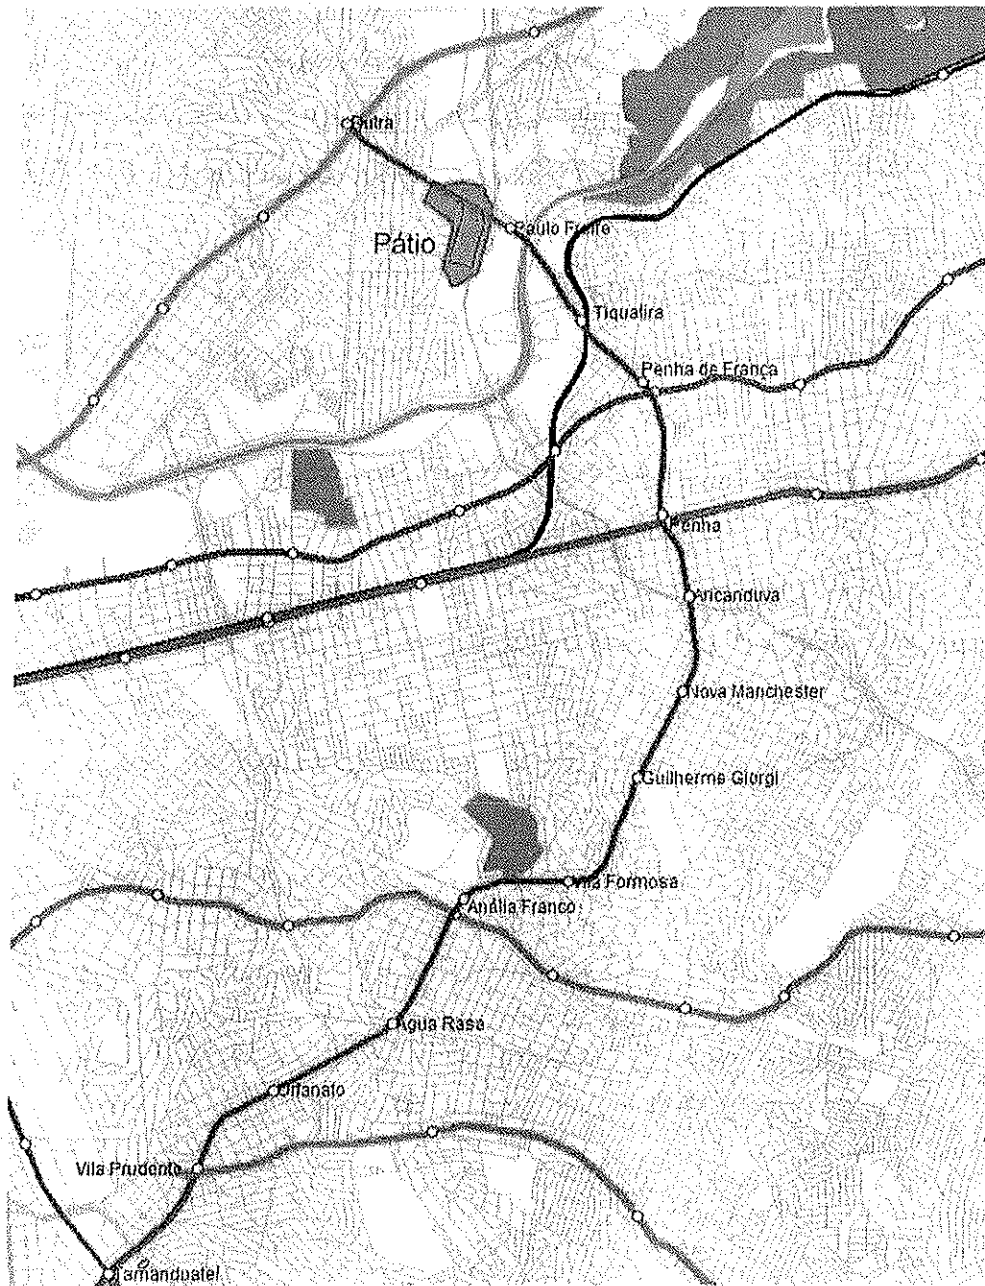 Dutra
Paulo Freire
Pátio
Tiquatira
Penha de França
Penha
Aricanduva
Nova Manchester
Guilherme Giorgi
Vila Formosa
Anália Franco
Água Rasa
Orfanato
Vila Prudente
Tamanduateí